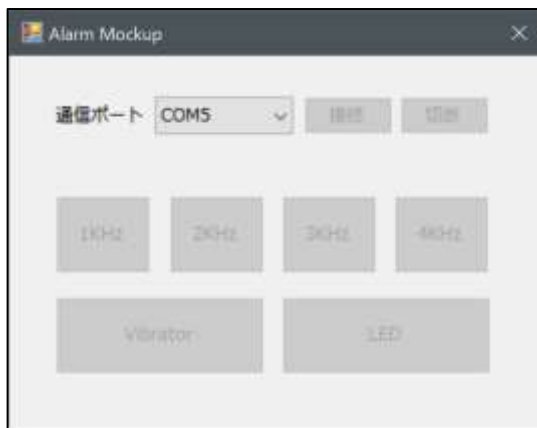 Alarm Mockup
通信ポート COM5 接続 切断
1KHz 2KHz 3KHz 4KHz
Vibrator LED